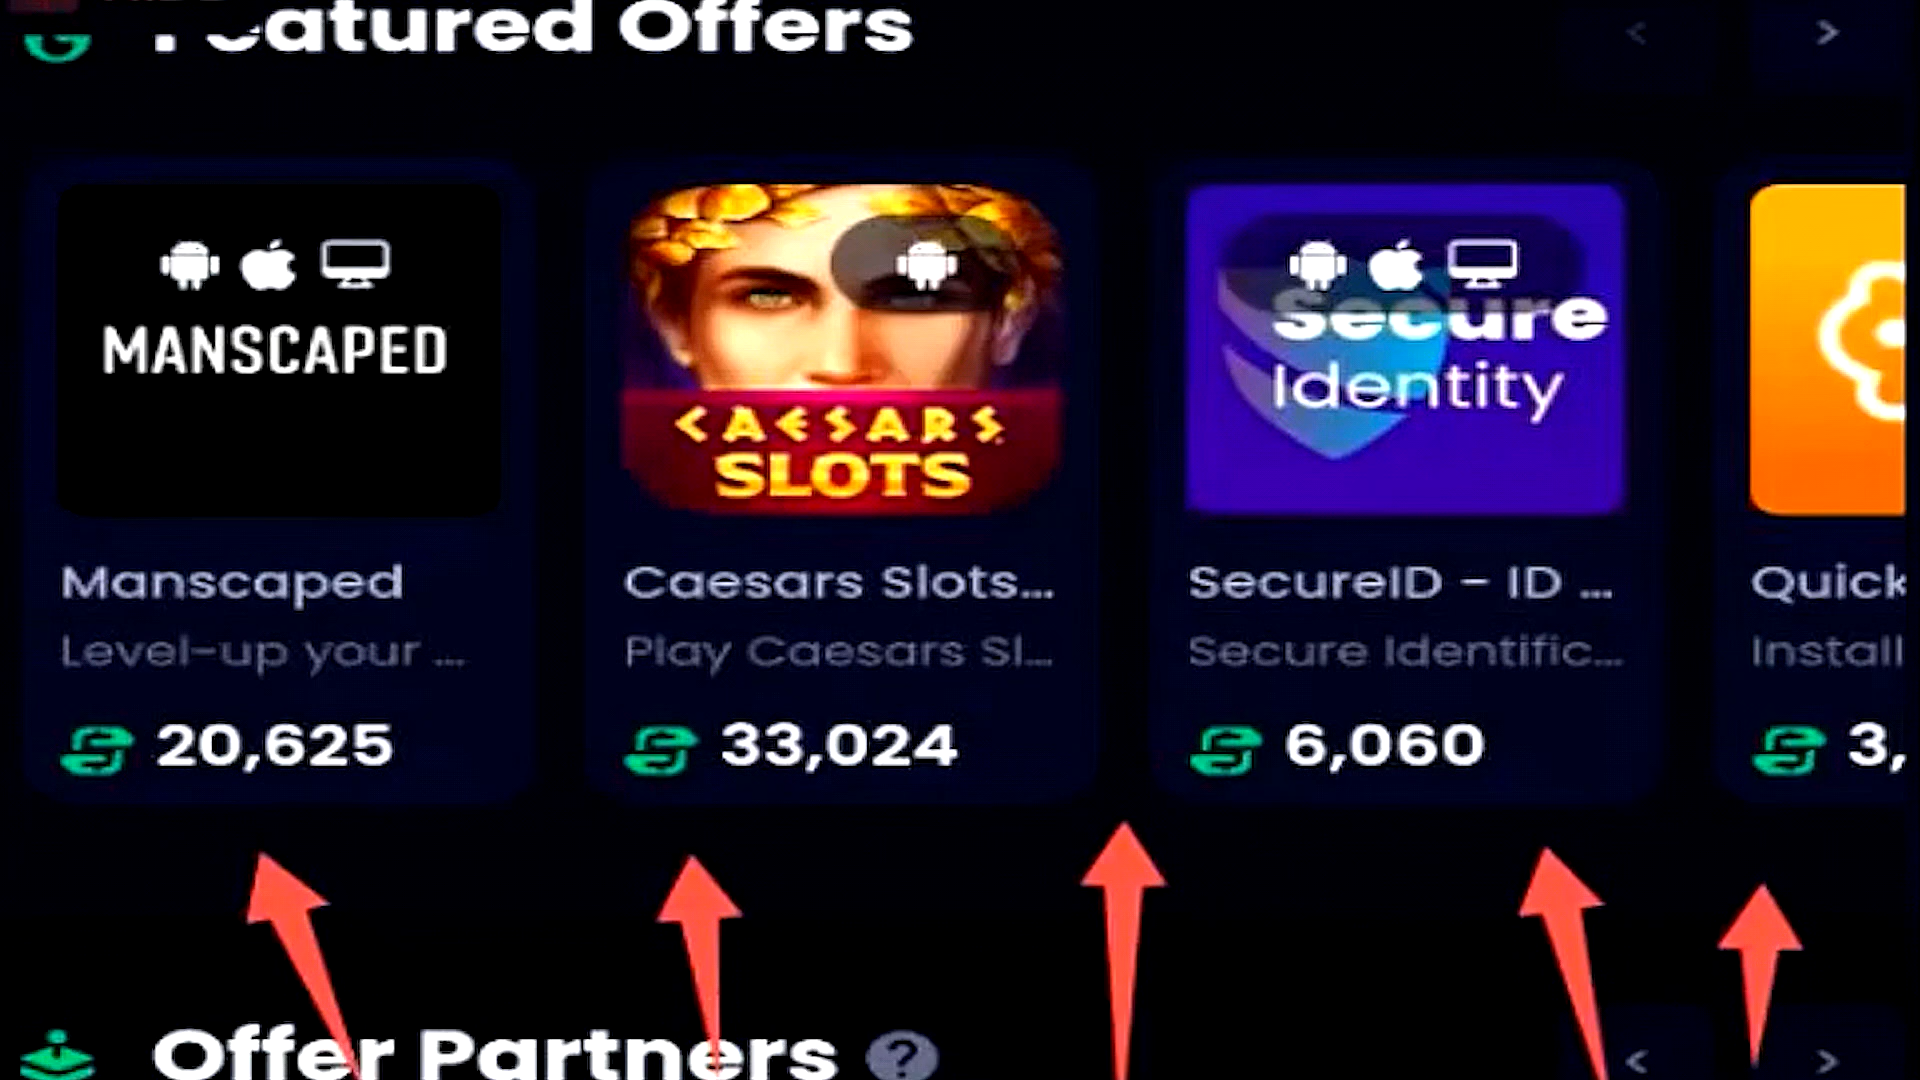 Featured Offers
MANSCAPED
CAESARS
SLOTS
Secure
Identity
Manscaped
Level-up your ...
20,625
Caesars Slots...
Play Caesars Sl...
33,024
SecureID - ID ...
Secure Identific...
6,060
Quick
Install
3,
Offer Partners ?